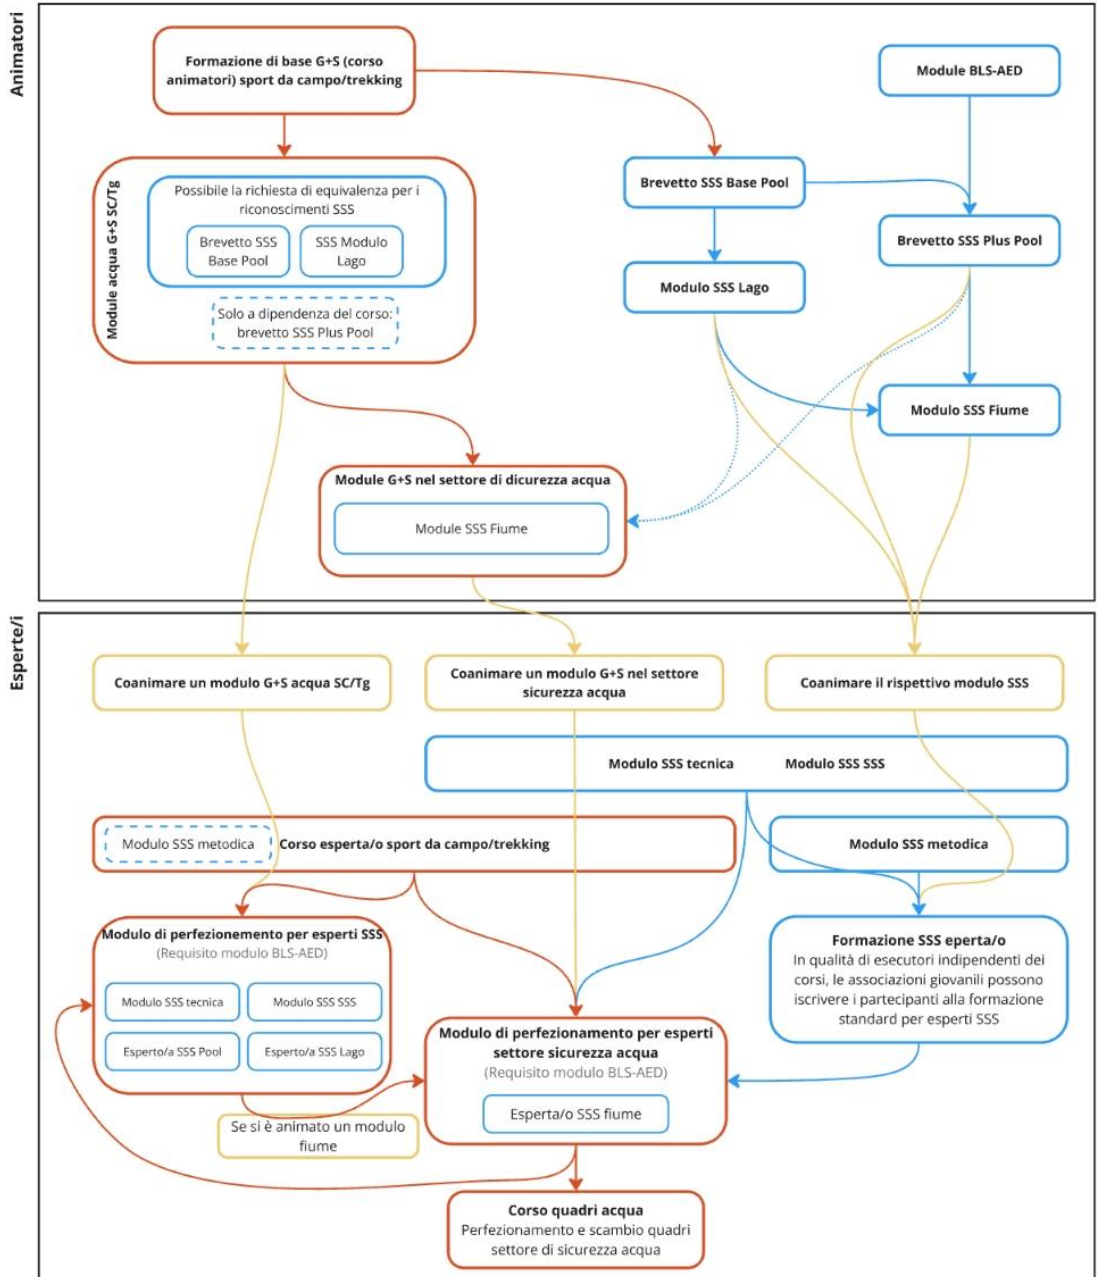 Animatori
Formazione di base G+S (corso
animatori) sport da campo/trekking
Module BLS-AED
Module acqua G+S SC/Tg
Possibile la richiesta di equivalenza per i
riconoscimenti SSS
Brevetto SSS
Base Pool
SSS Modulo
Lago
Solo a dipendenza del corso:
brevetto SSS Plus Pool
Brevetto SSS Base Pool
Brevetto SSS Plus Pool
Modulo SSS Lago
Modulo SSS Fiume
Module G+S nel settore di dicurezza acqua
Module SSS Fiume
Esperte/i
Coanimare un modulo G+S acqua SC/Tg
Coanimare un modulo G+S nel settore
sicurezza acqua
Coanimare il rispettivo modulo SSS
Modulo SSS tecnica
Modulo SSS SSS
Modulo SSS metodica
Corso esperta/o sport da campo/trekking
Modulo SSS metodica
Modulo di perfezionemento per esperti SSS
(Requisito modulo BLS-AED)
Modulo SSS tecnica
Modulo SSS SSS
Esperto/a SSS Pool
Esperto/a SSS Lago
Formazione SSS eperta/o
In qualità di esecutori indipendenti dei
corsi, le associazioni giovanili possono
iscrivere i partecipanti alla formazione
standard per esperti SSS
Modulo di perfezionamento per esperti
settore sicurezza acqua
(Requisito modulo BLS-AED)
Esperta/o SSS fiume
Se si è animato un modulo
fiume
Corso quadri acqua
Perfezionamento e scambio quadri
settore di sicurezza acqua